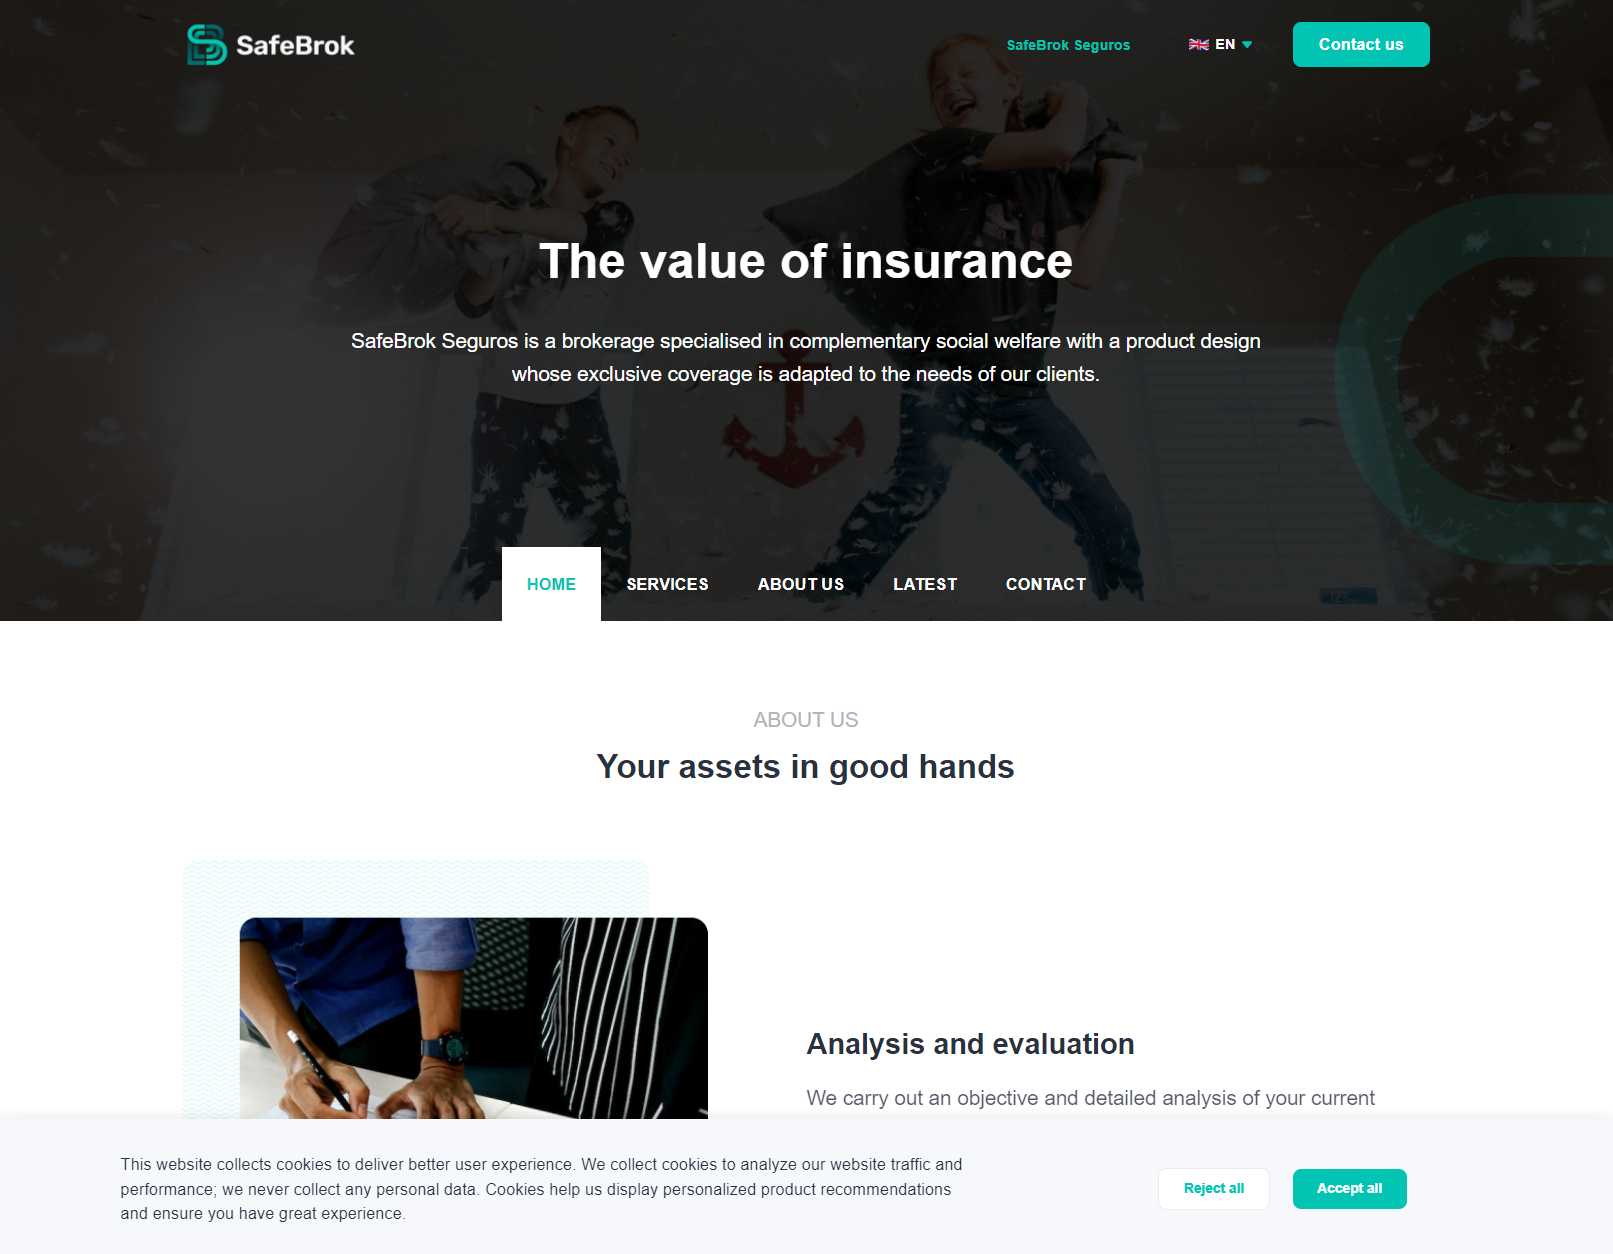 SafeBrok
SafeBrok Seguros
EN
Contact us
The value of insurance
SafeBrok Seguros is a brokerage specialised in complementary social welfare with a product design
whose exclusive coverage is adapted to the needs of our clients.
HOME
SERVICES
ABOUT US
LATEST
CONTACT
ABOUT US
Your assets in good hands
Analysis and evaluation
We carry out an objective and detailed analysis of your current
This website collects cookies to deliver better user experience. We collect cookies to analyze our website traffic and
performance; we never collect any personal data. Cookies help us display personalized product recommendations
and ensure you have great experience.
Reject all
Accept all